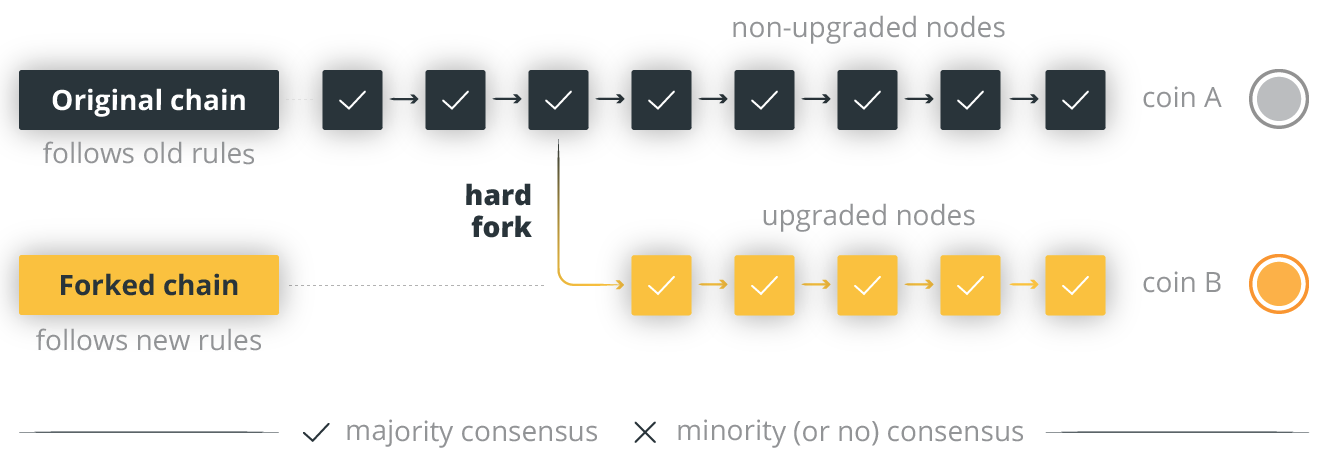 non-upgraded nodes
Original chain
coin A
follows old rules
hard
fork
upgraded nodes
Forked chain
coin B
follows new rules
majority consensus
minority (or no) consensus